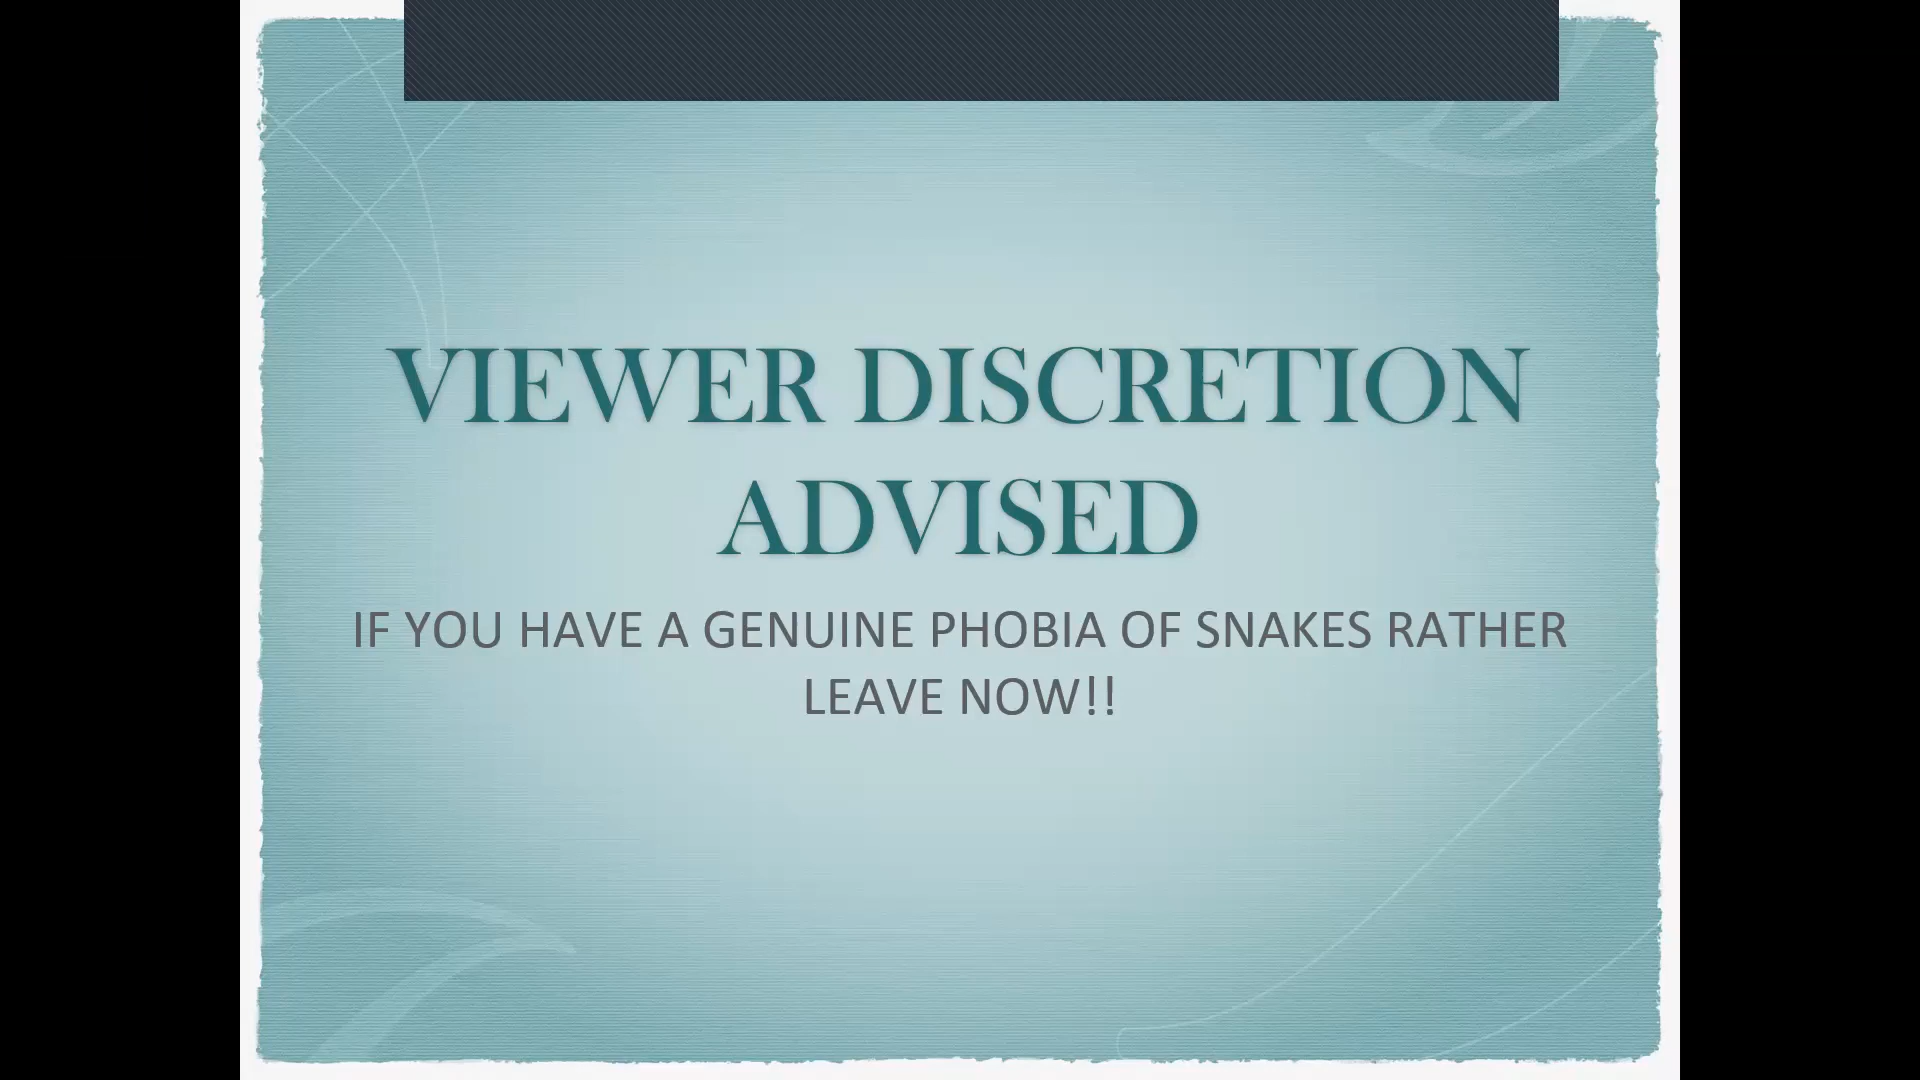 VIEWER DISCRETION
ADVISED
IF YOU HAVE A GENUINE PHOBIA OF SNAKES RATHER
LEAVE NOW!!